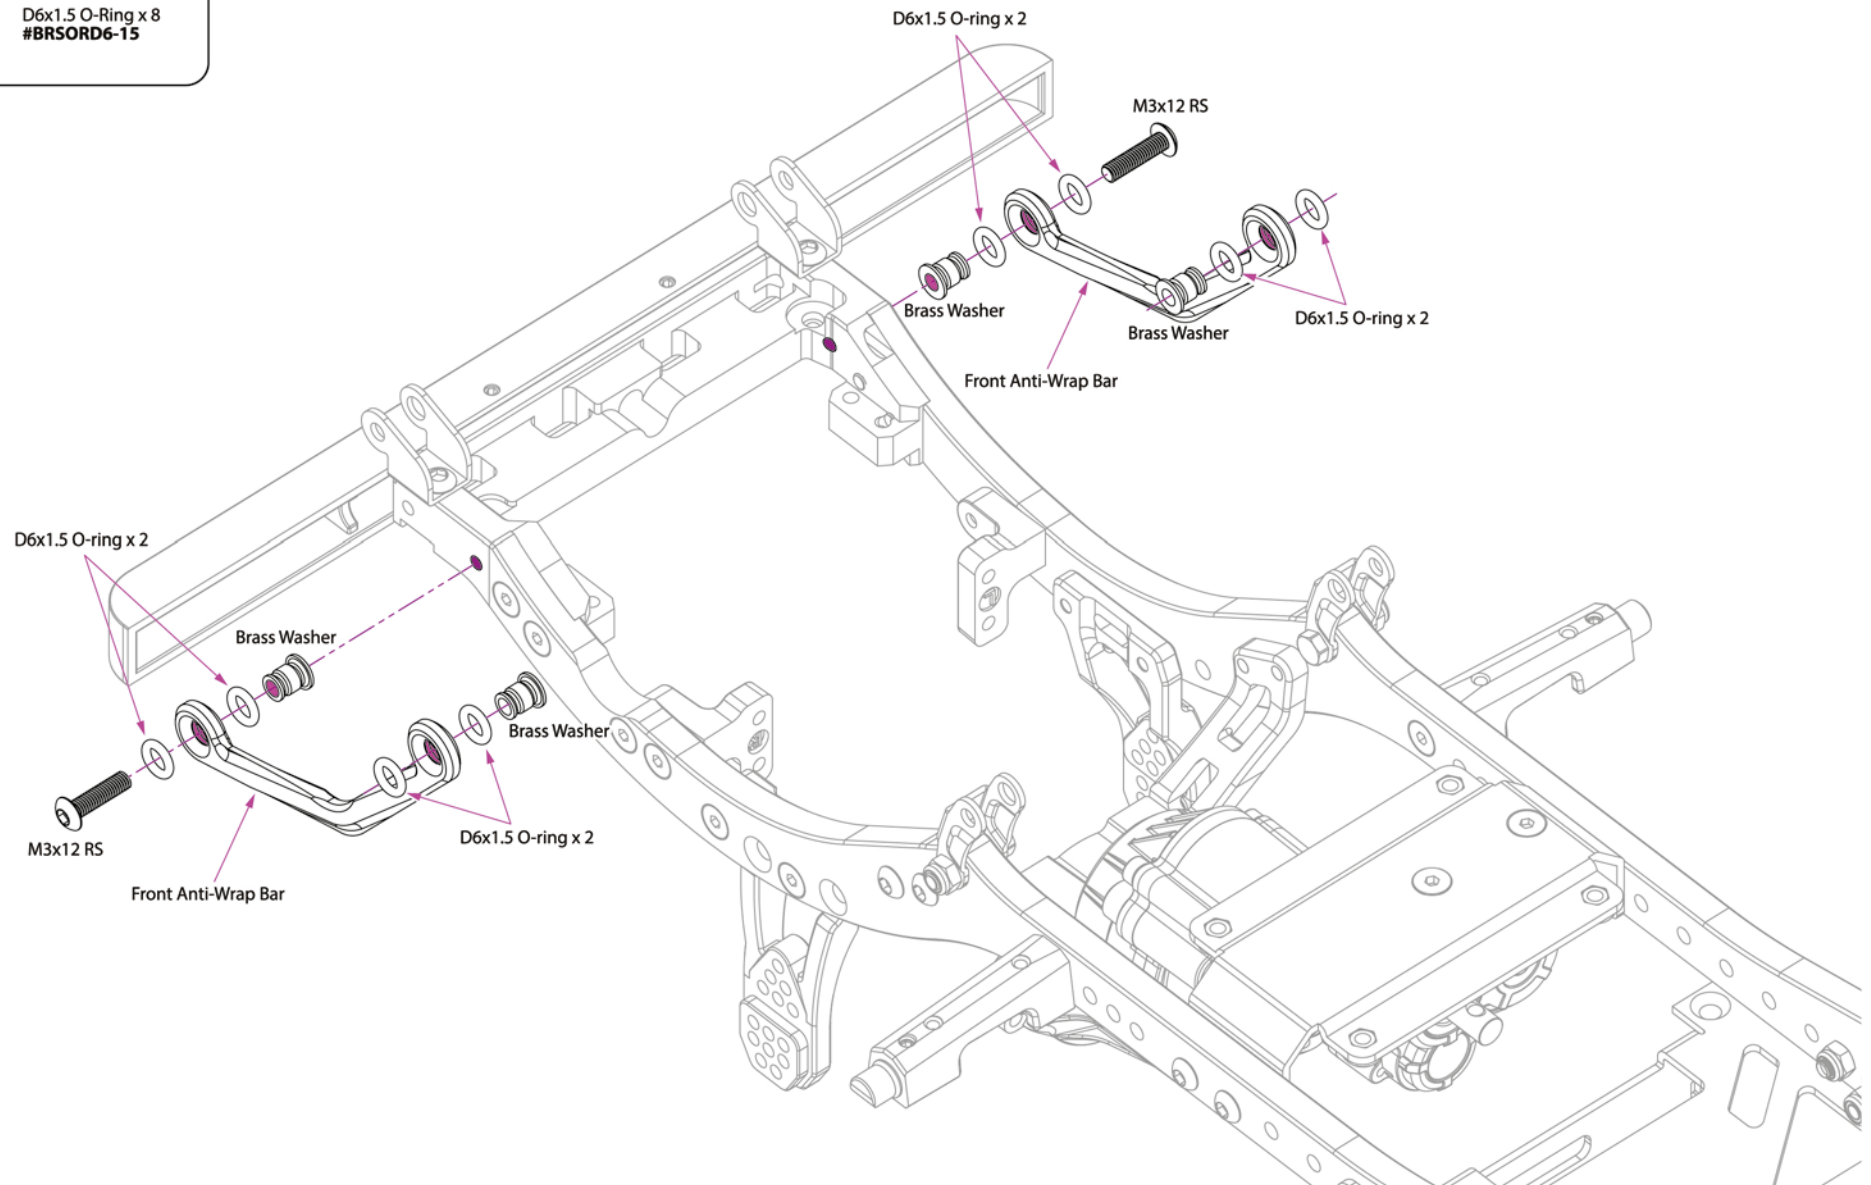 D6x1.5 O-Ring x 8
#BRSORD6-15
D6x1.5 O-ring x 2
M3x12 RS
Brass Washer
Brass Washer
D6x1.5 O-ring x 2
Front Anti-Wrap Bar
D6x1.5 O-ring x 2
Brass Washer
Brass Washer
D6x1.5 O-ring x 2
M3x12 RS
Front Anti-Wrap Bar